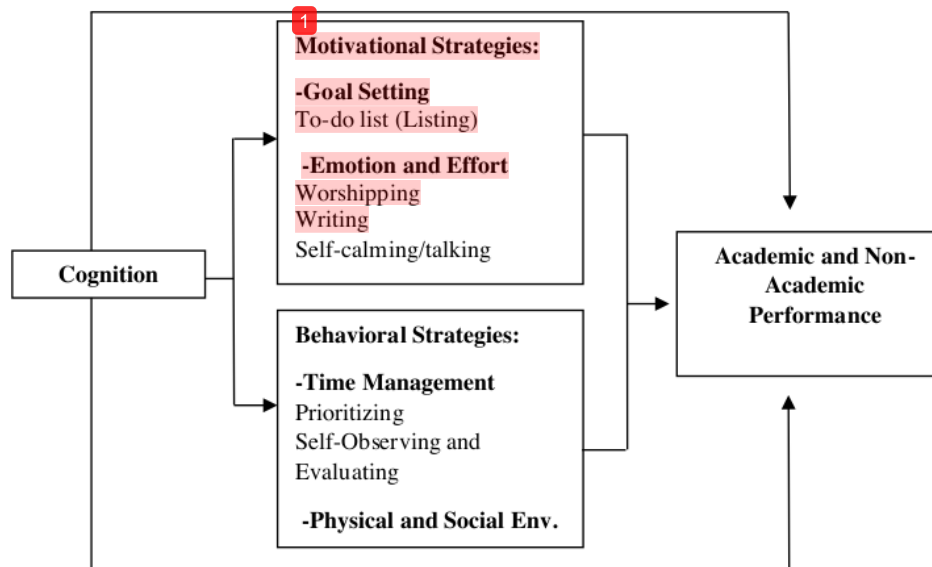 1
Motivational Strategies:
-Goal Setting
To-do list (Listing)
-Emotion and Effort
Worshipping
Writing
Self-calming/talking
Cognition
Behavioral Strategies:
-Time Management
Prioritizing
Self-Observing and
Evaluating
-Physical and Social Env.
Academic and Non-
Academic
Performance